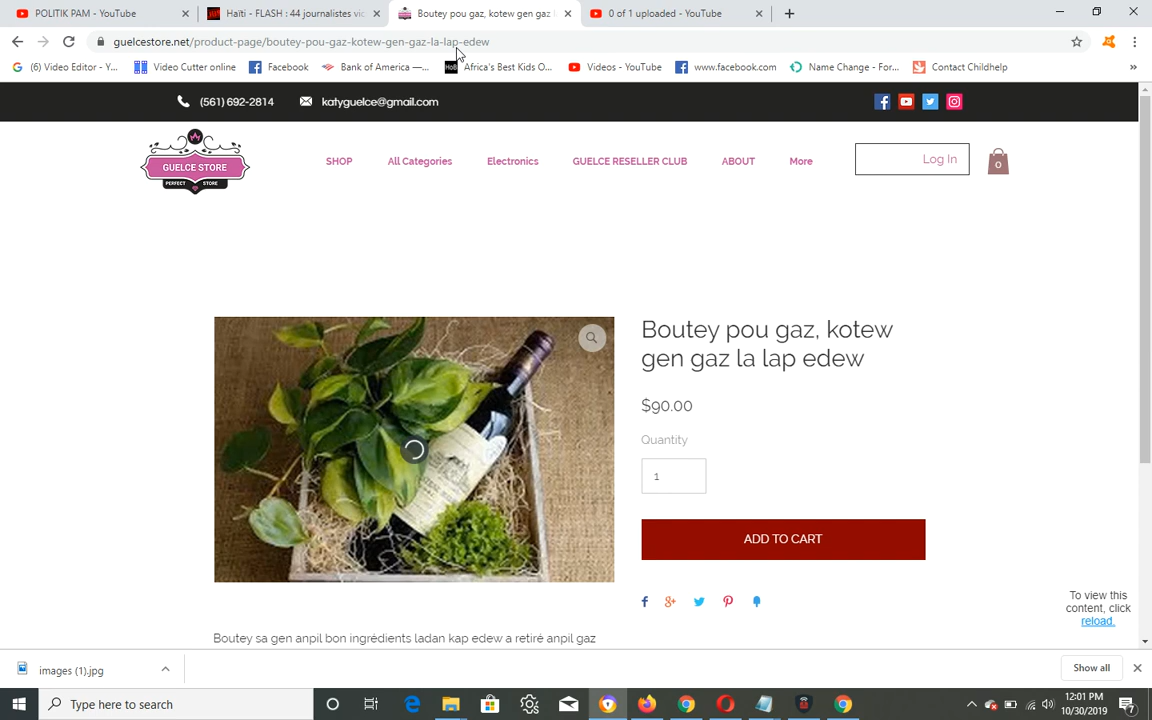 POLITIK PAM - YouTube
Haïti - FLASH : 44 journalistes vic
Boutey pou gaz, kotew gen gaz l
0 of 1 uploaded - YouTube
guelcestore.net/product-page/boutey-pou-gaz-kotew-gen-gaz-la-lap-edew
(6) Video Editor - Y...
Video Cutter online
Facebook
Bank of America —...
HoB
Africa's Best Kids O...
Videos - YouTube
www.facebook.com
Name Change - For...
Contact Childhelp
»
(561) 692-2814
katyguelce@gmail.com
GUELCE STORE
PERFECT STORE
SHOP
All Categories
Electronics
GUELCE RESELLER CLUB
ABOUT
More
Log In
0
Boutey pou gaz, kotew
gen gaz la lap edew
$90.00
Quantity
1
ADD TO CART
To view this
content, click
reload.
Boutey sa gen anpil bon ingrédients ladan kap edew a retiré anpil gaz
images (1).jpg
Show all
Type here to search
12:01 PM
10/30/2019
7